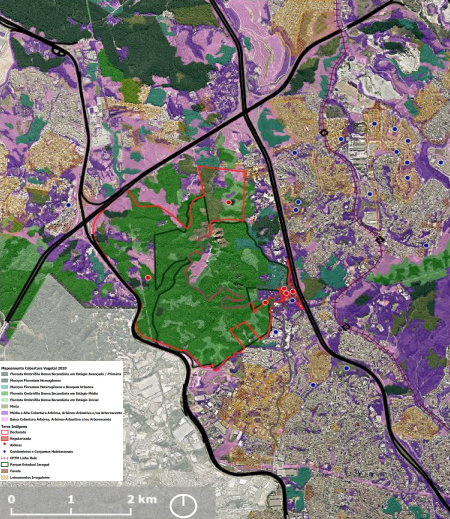 Mapeamento Cobertura Vegetal 2020
Floresta Ombrófila Densa Secundária em Estágio Avançado / Primária
Maciços Florestais Homogêneos
Maciços Florestais Heterogêneos e Bosques Urbanos
Floresta Ombrófila Densa Secundária em Estágio Médio
Floresta Ombrófila Densa Secundária em Estágio Inicial
Média a Alta Cobertura Arbórea, Arbóreo-Arbustiva e/ou Arborescente
Baixa Cobertura Arbórea, Arbóreo-Arbustiva e/ou Arborescente
Terra Indígena
Declarada
Regularizada
Aldeias
Condomínios e Conjuntos Habitacionais
CPTM Linha Rubi
Parque Estadual Jaraguá
Favela
Loteamentos Irregulares
0 1 2 km